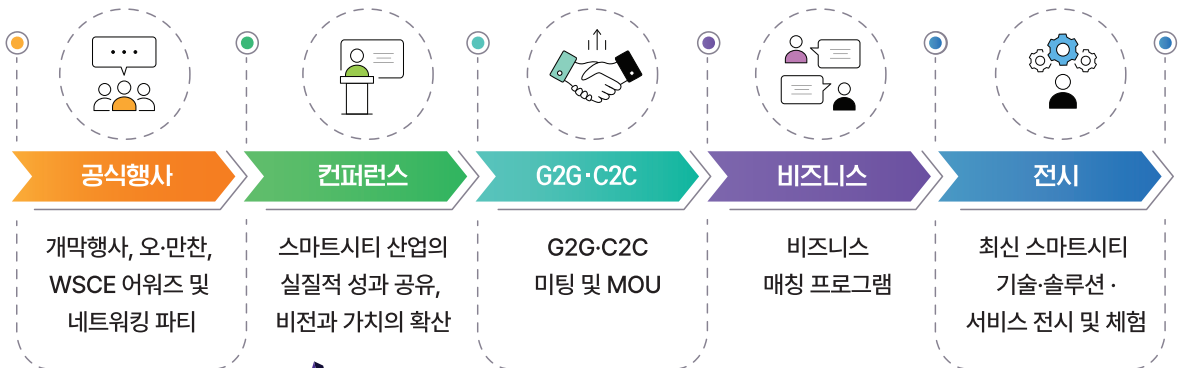 공식행사
컨퍼런스
G2G·C2C
비즈니스
전시
개막행사, 오·만찬,
WSCE 어워즈 및
네트워킹 파티
스마트시티 산업의
실질적 성과 공유,
비전과 가치의 확산
G2G·C2C
미팅 및 MOU
비즈니스
매칭 프로그램
최신 스마트시티
기술·솔루션 ·
서비스 전시 및 체험